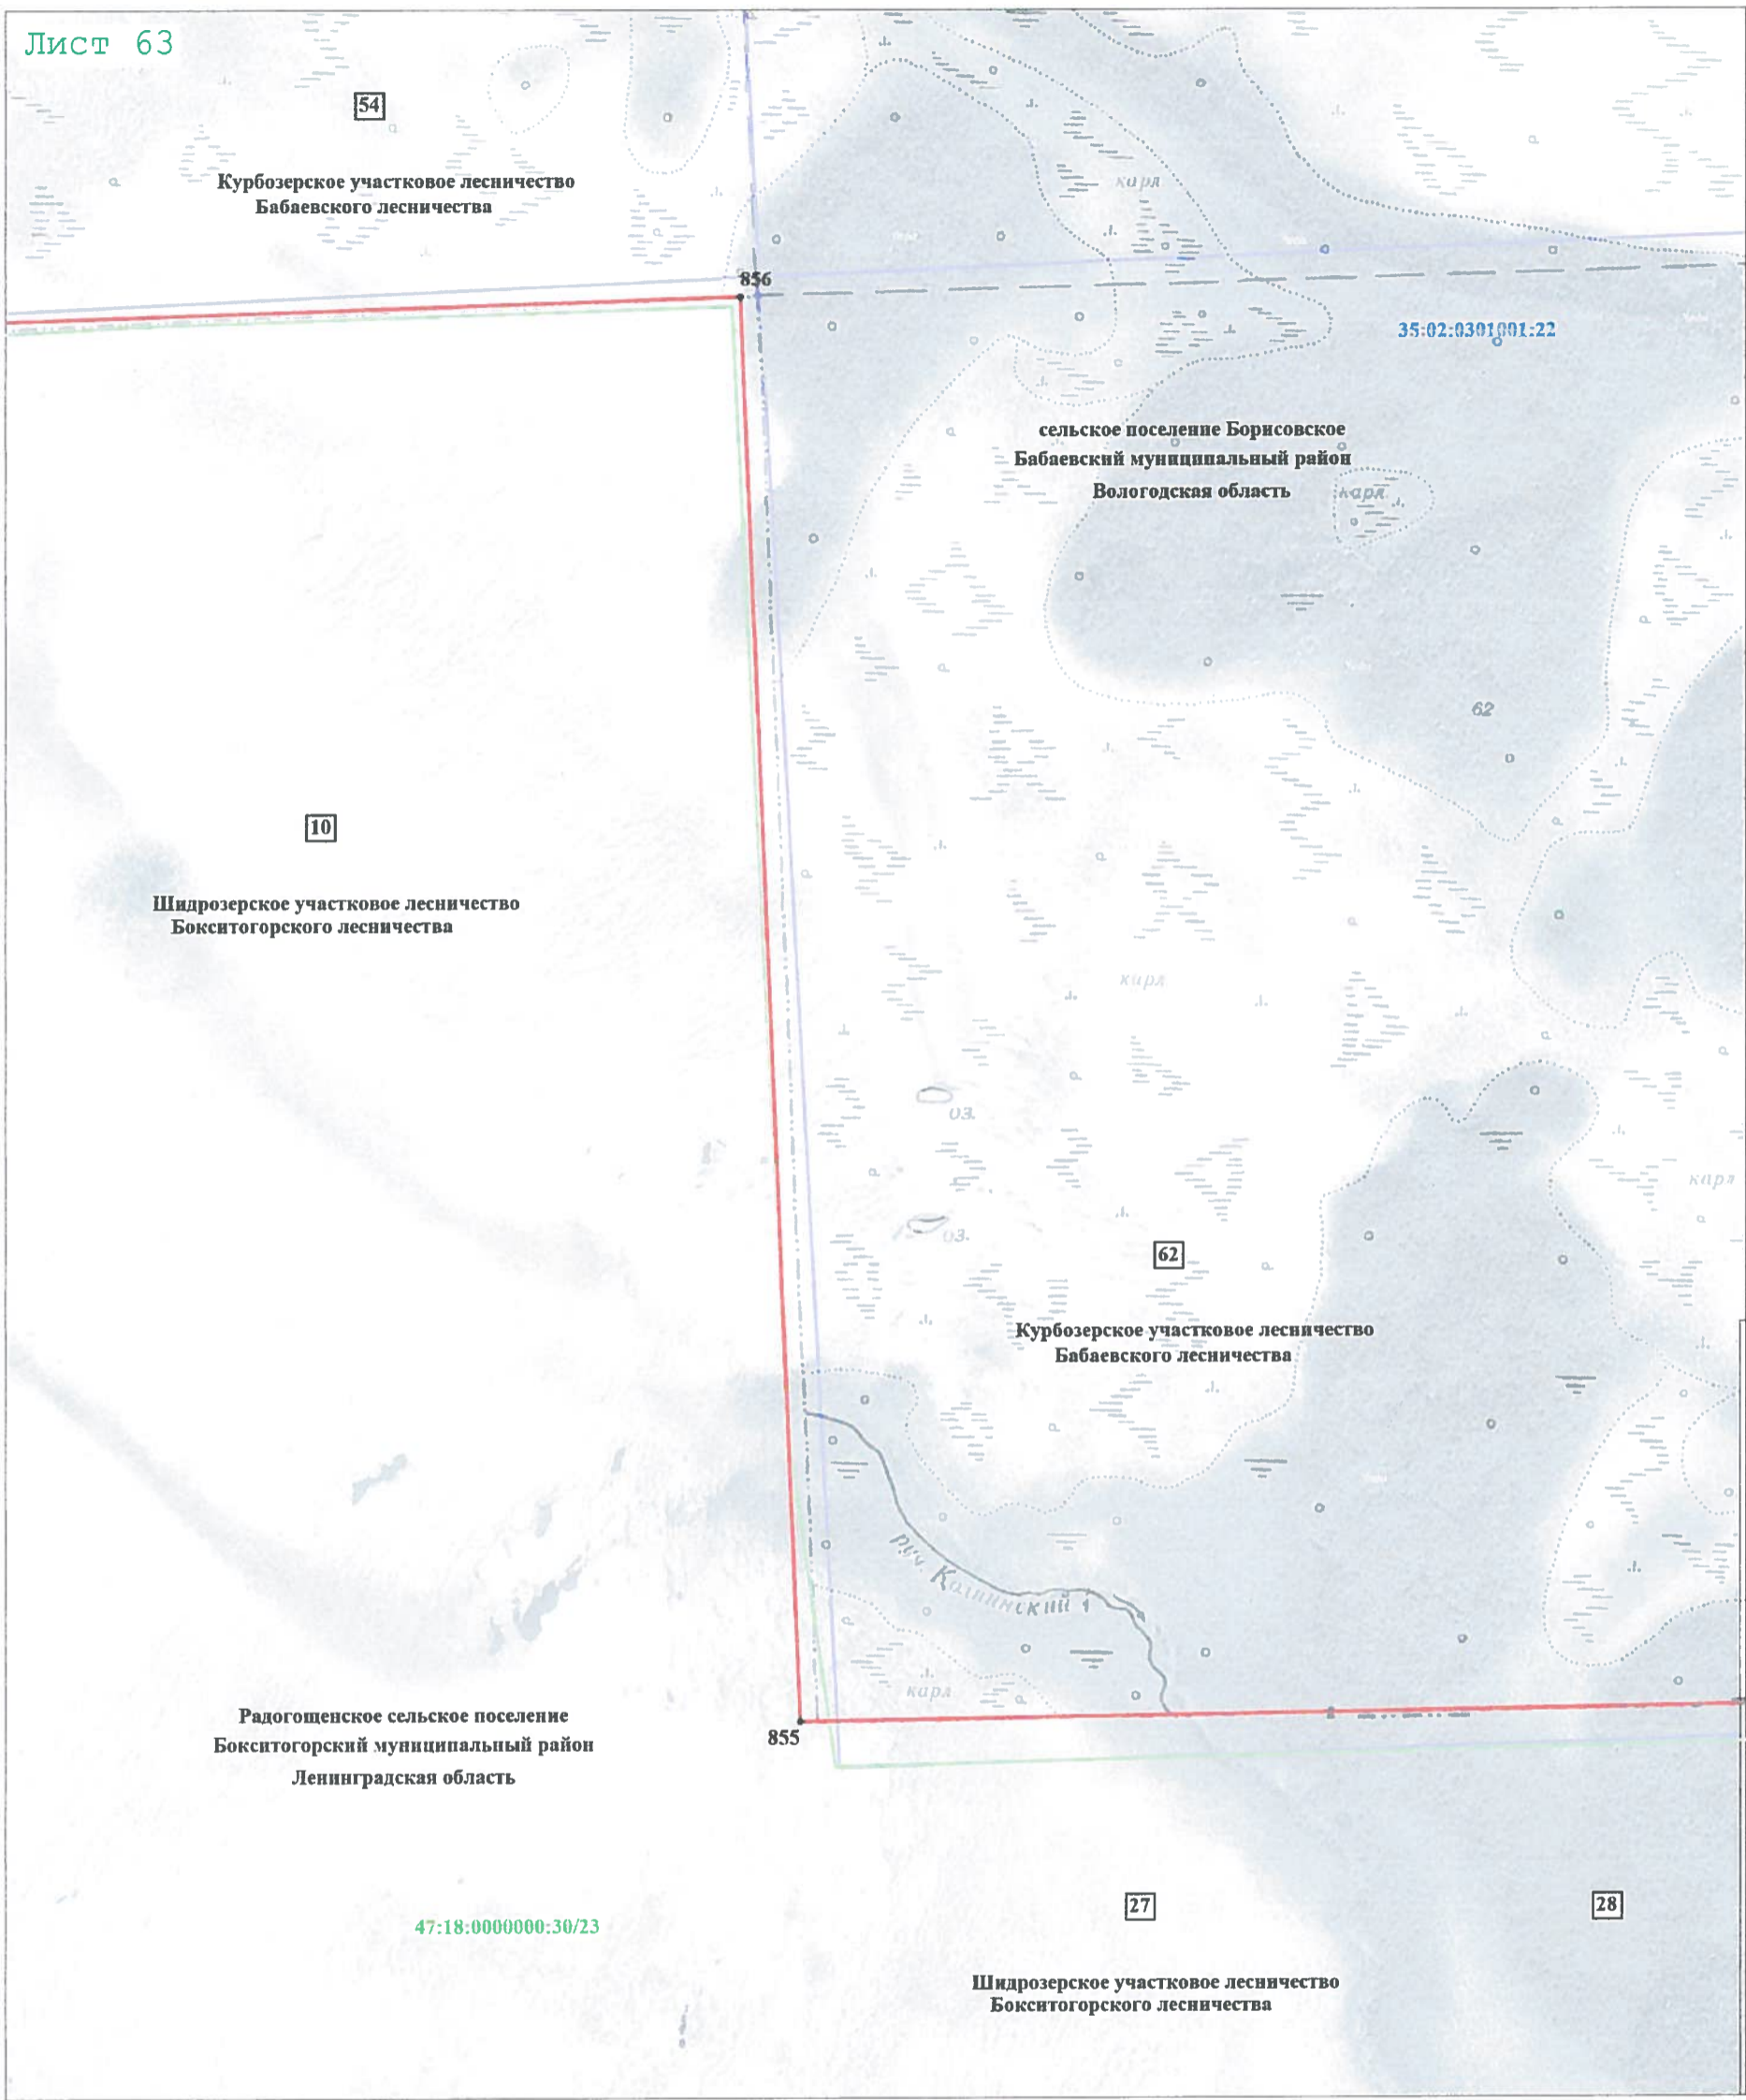 Лист 63
54
Курбозерское участковое лесничество
Бабаевского лесничества
карл
856
35:02:0301001:22
сельское поселение Борисовское
Бабаевский муниципальный район
Вологодская область
карл
62
10
Шидрозерское участковое лесничество
Бокситогорского лесничества
карл
оз.
карл
оз.
62
Курбозерское участковое лесничество
Бабаевского лесничества
руч.
карл
Радогощенское сельское поселение
Бокситогорский муниципальный район
Ленинградская область
855
27
28
47:18:0000000:30/23
Шидрозерское участковое лесничество
Бокситогорского лесничества